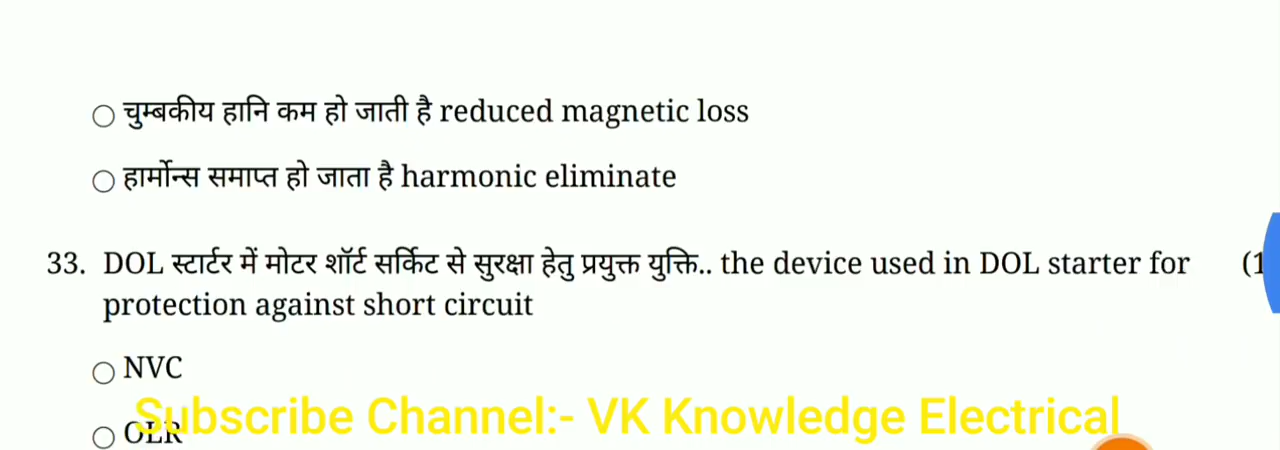 चुम्बकीय हानि कम हो जाती है reduced magnetic loss
हार्मोन्स समाप्त हो जाता है harmonic eliminate
33. DOL स्टार्टर में मोटर शॉर्ट सर्किट से सुरक्षा हेतु प्रयुक्त युक्ति.. the device used in DOL starter for (1
protection against short circuit
NVC
Subscribe Channel:- VK Knowledge Electrical
OLR